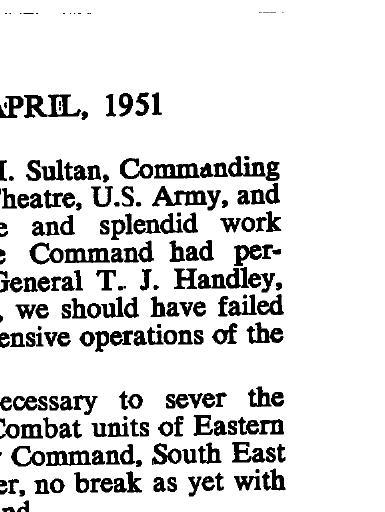 APRIL, 1951
I. Sultan, Commanding
Theatre, U.S. Army, and
e and splendid work
e Command had per-
General T. J. Handley,
, we should have failed
ensive operations of the
ecessary to sever the
Combat units of Eastern
Command, South East
er, no break as yet with